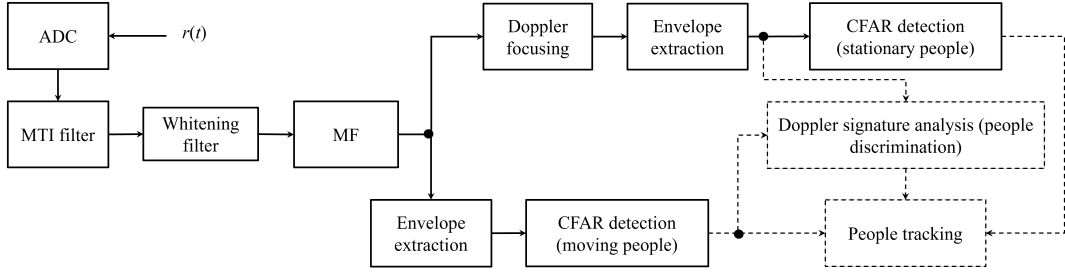 ADC
r(t)
Doppler
focusing
Envelope
extraction
CFAR detection
(stationary people)
MTI filter
Whitening
filter
MF
Doppler signature analysis (people
discrimination)
Envelope
extraction
CFAR detection
(moving people)
People tracking